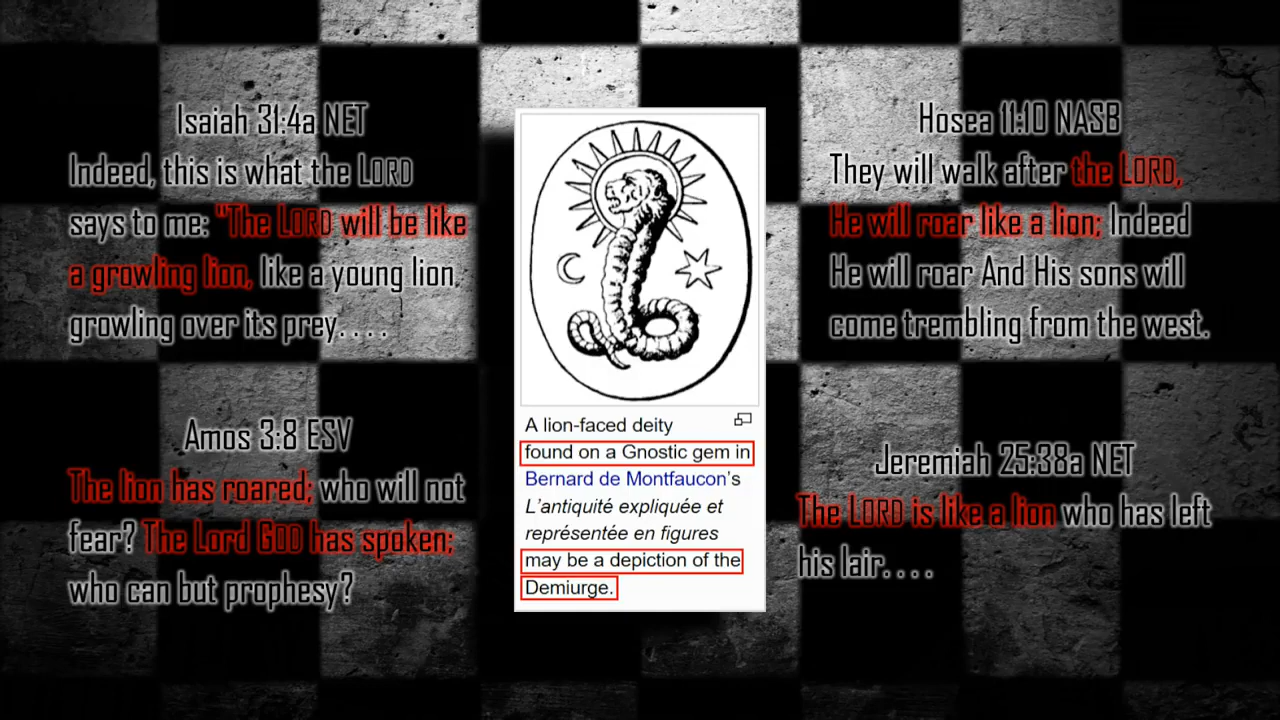 Isaiah 31:4a NET
Indeed, this is what the LORD
says to me: "The LORD will be like
a growling lion, like a young lion
growling over its prey. . . .
Amos 3:8 ESV
The lion has roared; who will not
fear? The Lord GOD has spoken;
who can but prophesy?
A lion-faced deity
found on a Gnostic gem in
Bernard de Montfaucon's
L'antiquité expliquée et
représentée en figures
may be a depiction of the
Demiurge.
Hosea 11:10 NASB
They will walk after the LORD,
He will roar like a lion; Indeed
He will roar And His sons will
come trembling from the west.
Jeremiah 25:38a NET
The LORD is like a lion who has left
his lair. . . .